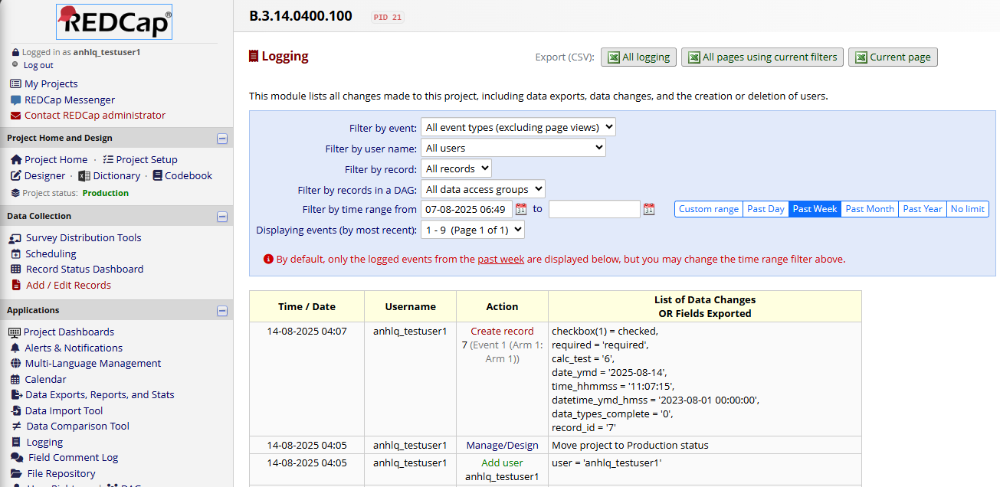 REDCap®
Logged in as anhlq_testuser1
Log out
My Projects
REDCap Messenger
Contact REDCap administrator
Project Home and Design
Project Home · Project Setup
Designer · Dictionary · Codebook
Project status: Production
Data Collection
Survey Distribution Tools
Scheduling
Record Status Dashboard
Add / Edit Records
Applications
Project Dashboards
Alerts & Notifications
Multi-Language Management
Calendar
Data Exports, Reports, and Stats
Data Import Tool
Data Comparison Tool
Logging
Field Comment Log
File Repository
B.3.14.0400.100 PID 21
Logging
Export (CSV): All logging All pages using current filters Current page
This module lists all changes made to this project, including data exports, data changes, and the creation or deletion of users.
Filter by event: All event types (excluding page views)
Filter by user name: All users
Filter by record: All records
Filter by records in a DAG: All data access groups
Filter by time range from 07-08-2025 06:49 to Custom range Past Day Past Week Past Month Past Year No limit
Displaying events (by most recent): 1 - 9 (Page 1 of 1)
By default, only the logged events from the past week are displayed below, but you may change the time range filter above.
Time / Date Username Action List of Data Changes
OR Fields Exported
14-08-2025 04:07 anhlq_testuser1 Create record checkbox(1) = checked,
7 (Event 1 (Arm 1: required = 'required',
Arm 1)) calc_test = '6',
date_ymd = '2025-08-14',
time_hhmmss = '11:07:15',
datetime_ymd_hmss = '2023-08-01 00:00:00',
data_types_complete = '0',
record_id = '7'
14-08-2025 04:05 anhlq_testuser1 Manage/Design Move project to Production status
14-08-2025 04:05 anhlq_testuser1 Add user user = 'anhlq_testuser1'
anhlq_testuser1